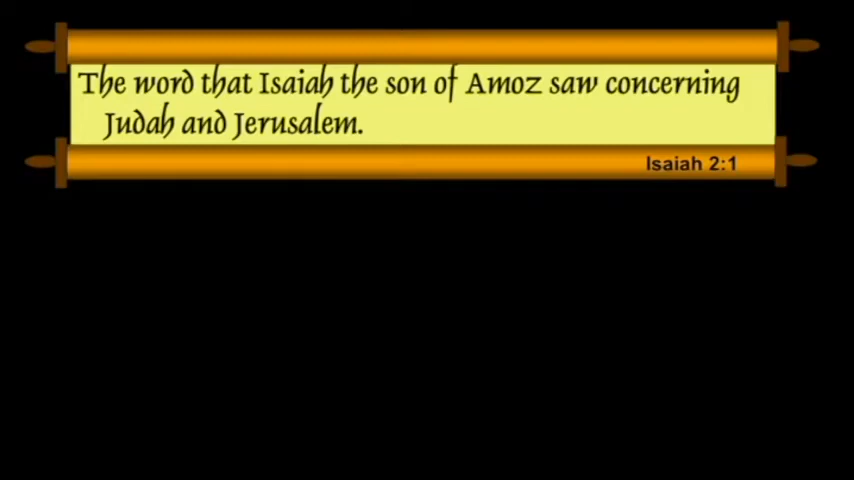 The word that Isaiah the son of Amoz saw concerning
Judah and Jerusalem.
Isaiah 2:1